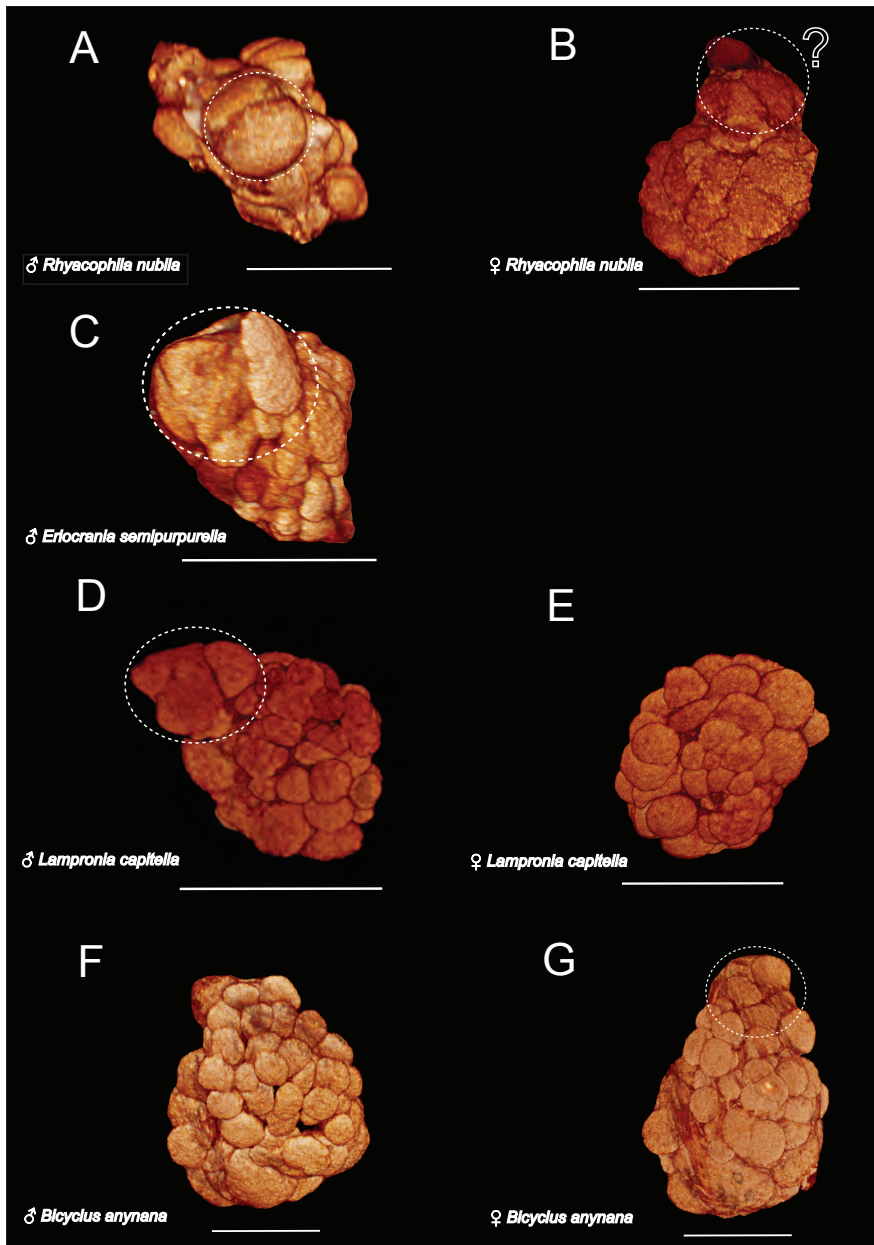 A
B
?
♂ Rhyacophila nubila
♀ Rhyacophila nubila
C
♂ Eriocrania semipurpurella
D
E
♂ Lampronia capitella
♀ Lampronia capitella
F
G
♂ Bicyclus anynana
♀ Bicyclus anynana